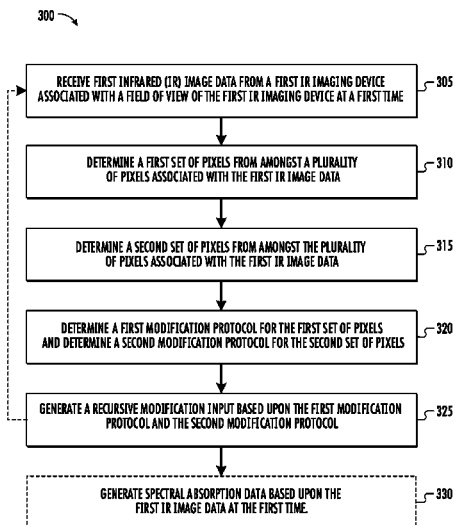 300
RECEIVE FIRST INFRARED (IR) IMAGE DATA FROM A FIRST IR IMAGING DEVICE
ASSOCIATED WITH A FIELD OF VIEW OF THE FIRST IR IMAGING DEVICE AT A FIRST TIME
305
DETERMINE A FIRST SET OF PIXELS FROM AMONGST A PLURALITY
OF PIXELS ASSOCIATED WITH THE FIRST IR IMAGE DATA
310
DETERMINE A SECOND SET OF PIXELS FROM AMONGST THE PLURALITY
OF PIXELS ASSOCIATED WITH THE FIRST IR IMAGE DATA
315
DETERMINE A FIRST MODIFICATION PROTOCOL FOR THE FIRST SET OF PIXELS
AND DETERMINE A SECOND MODIFICATION PROTOCOL FOR THE SECOND SET OF PIXELS
320
GENERATE A RECURSIVE MODIFICATION INPUT BASED UPON THE FIRST MODIFICATION
PROTOCOL AND THE SECOND MODIFICATION PROTOCOL
325
GENERATE SPECTRAL ABSORPTION DATA BASED UPON THE
FIRST IR IMAGE DATA AT THE FIRST TIME.
330